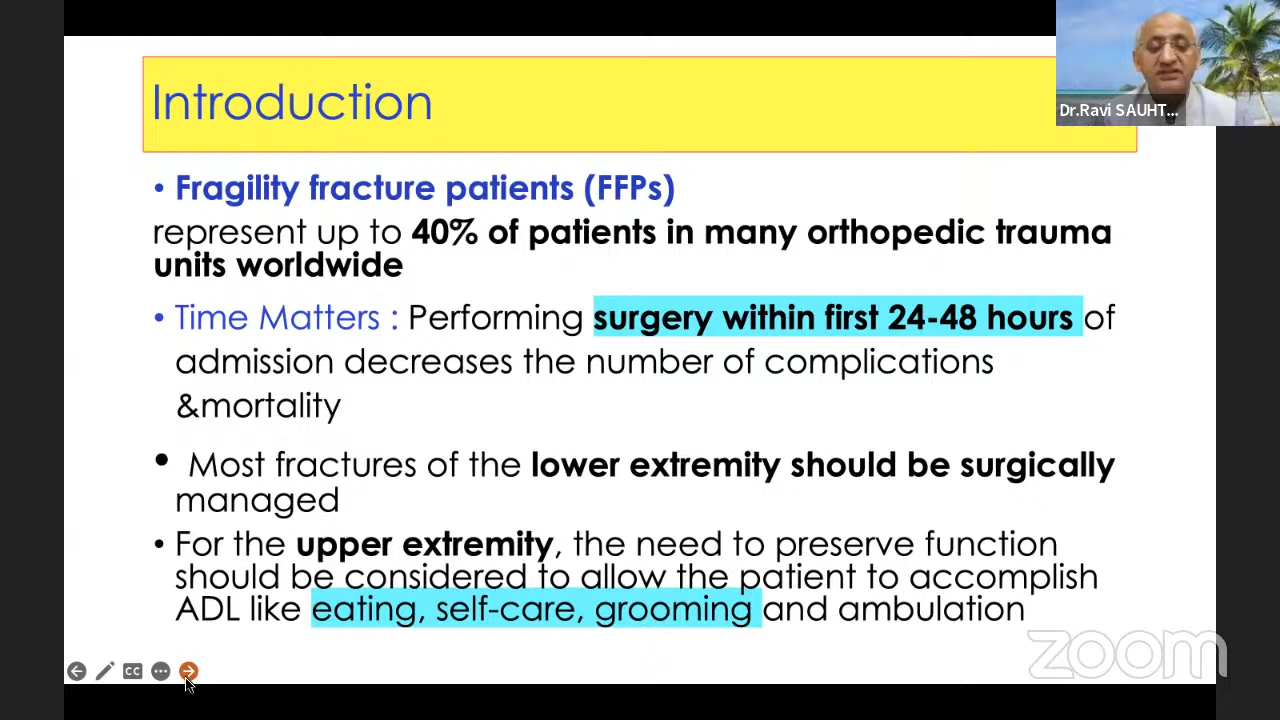 Introduction
Dr.Ravi SAUHT...
• Fragility fracture patients (FFPs)
represent up to 40% of patients in many orthopedic trauma
units worldwide
• Time Matters : Performing surgery within first 24-48 hours of
admission decreases the number of complications
&mortality
• Most fractures of the lower extremity should be surgically
managed
• For the upper extremity, the need to preserve function
should be considered to allow the patient to accomplish
ADL like eating, self-care, grooming and ambulation
CC
zoom